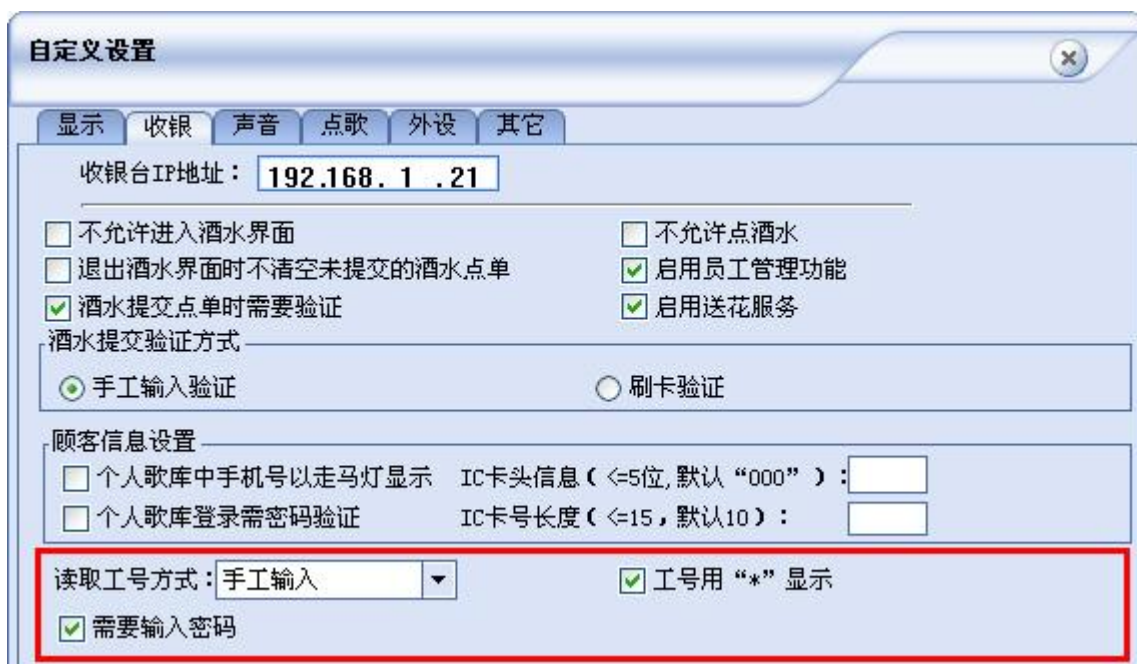 自定义设置
显示 收银 声音 点歌 外设 其它
收银台IP地址： 192.168. 1 .21
不允许进入酒水界面 不允许点酒水
退出酒水界面时不清空未提交的酒水点单 启用员工管理功能
酒水提交点单时需要验证 启用送花服务
酒水提交验证方式
手工输入验证 刷卡验证
顾客信息设置
个人歌库中手机号以走马灯显示 IC卡头信息(<=5位,默认“000”)：
个人歌库登录需密码验证 IC卡号长度(<=15，默认10)：
读取工号方式：手工输入 工号用“*”显示
需要输入密码